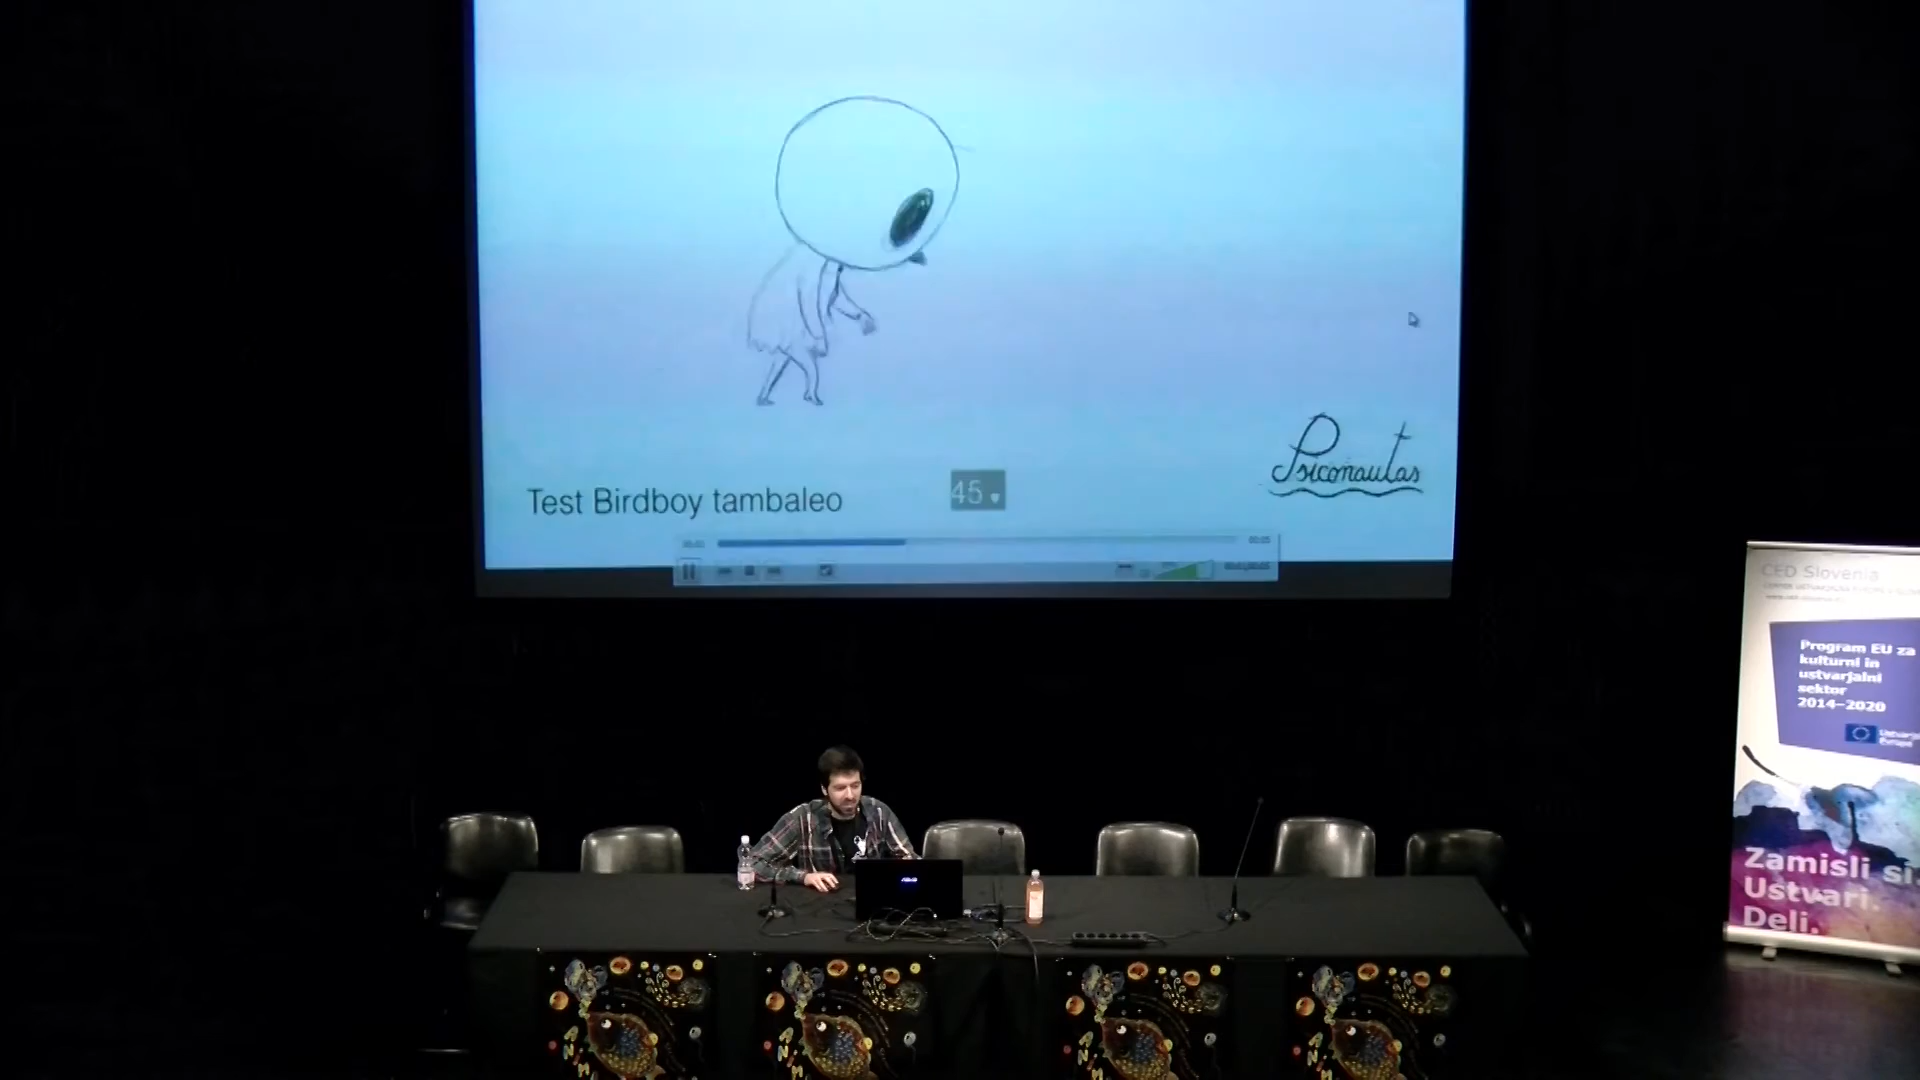 Psiconautas
45
Test Birdboy tambaleo
CED Slovenia
Program EU za
kulturni in
ustvarjalni
sektor
2014–2020
Zamisli si.
Ustvari.
Deli.
ASUS